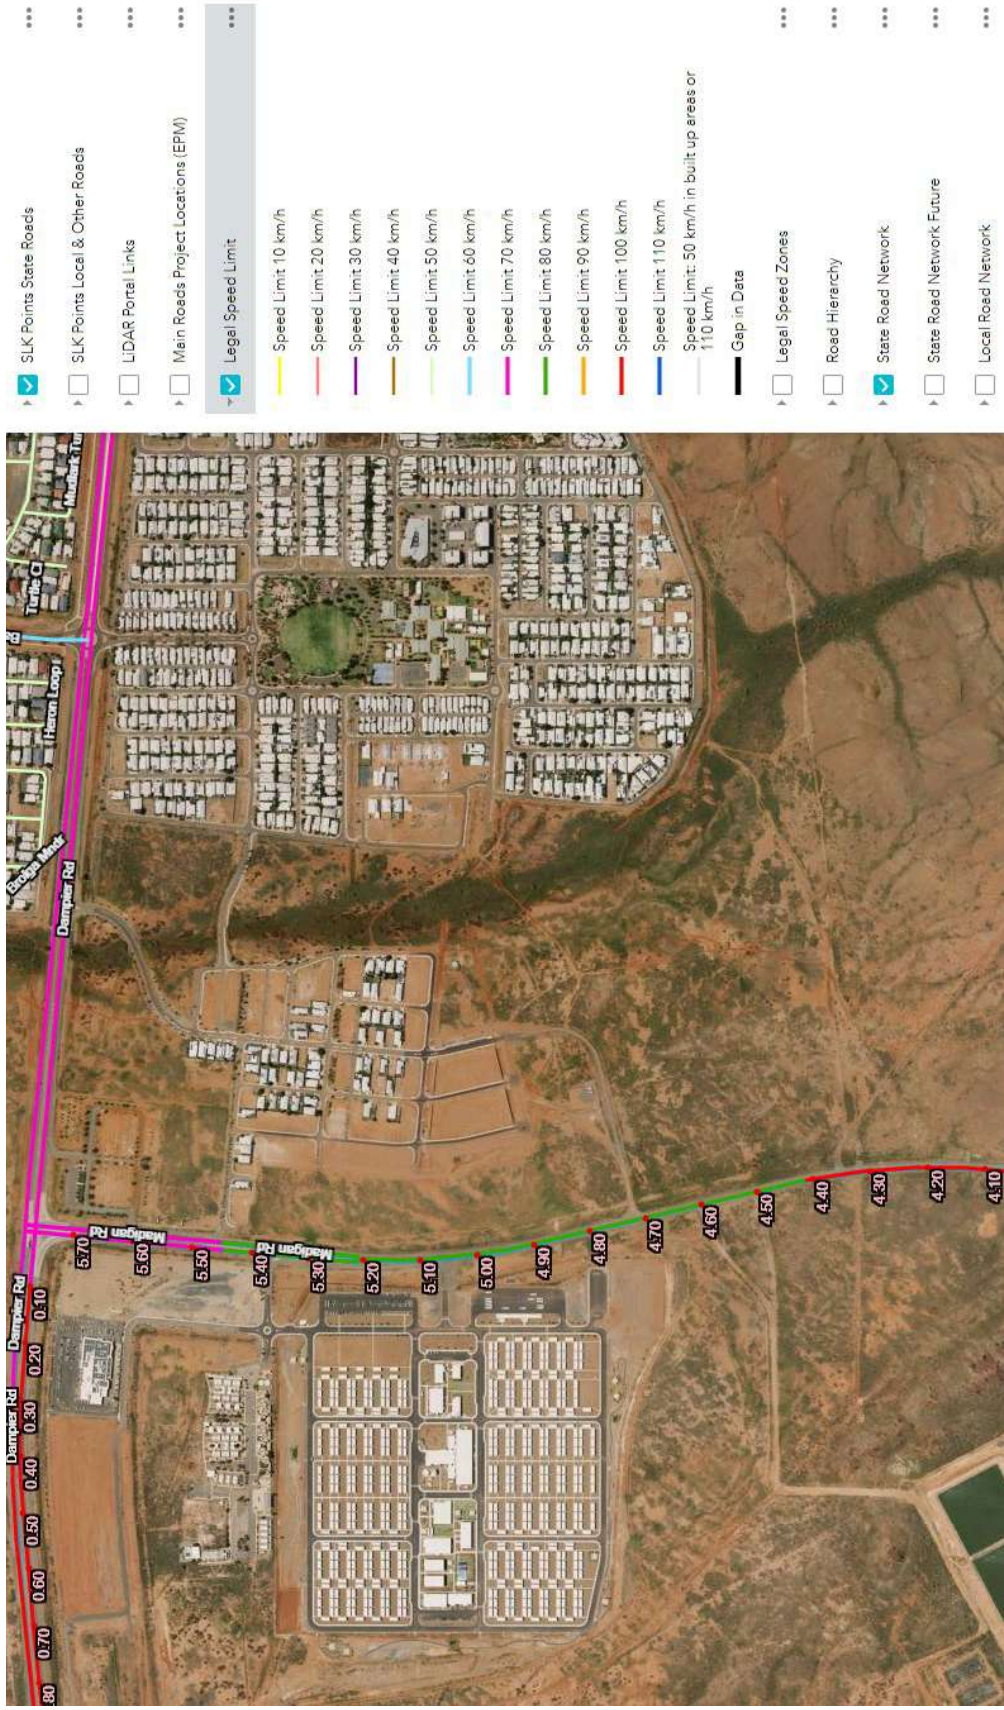 SLK Points State Roads
SLK Points Local & Other Roads
LiDAR Portal Links
Main Roads Project Locations (EPM)
Legal Speed Limit
Speed Limit 10 km/h
Speed Limit 20 km/h
Speed Limit 30 km/h
Speed Limit 40 km/h
Speed Limit 50 km/h
Speed Limit 60 km/h
Speed Limit 70 km/h
Speed Limit 80 km/h
Speed Limit 90 km/h
Speed Limit 100 km/h
Speed Limit 110 km/h
Speed Limit: 50 km/h in built up areas or
110 km/h
Gap in Data
Legal Speed Zones
Road Hierarchy
State Road Network
State Road Network Future
Local Road Network
Turtle Cl
Heron Loop
Brolga Mndr
Dampier Rd
Dampier Rd
Dampier Rd
Madigan Rd
Madigan Rd
.80
0.70
0.60
0.50
0.40
0.30
0.20
0.10
5.70
5.60
5.50
5.40
5.30
5.20
5.10
5.00
4.90
4.80
4.70
4.60
4.50
4.40
4.30
4.20
4.10